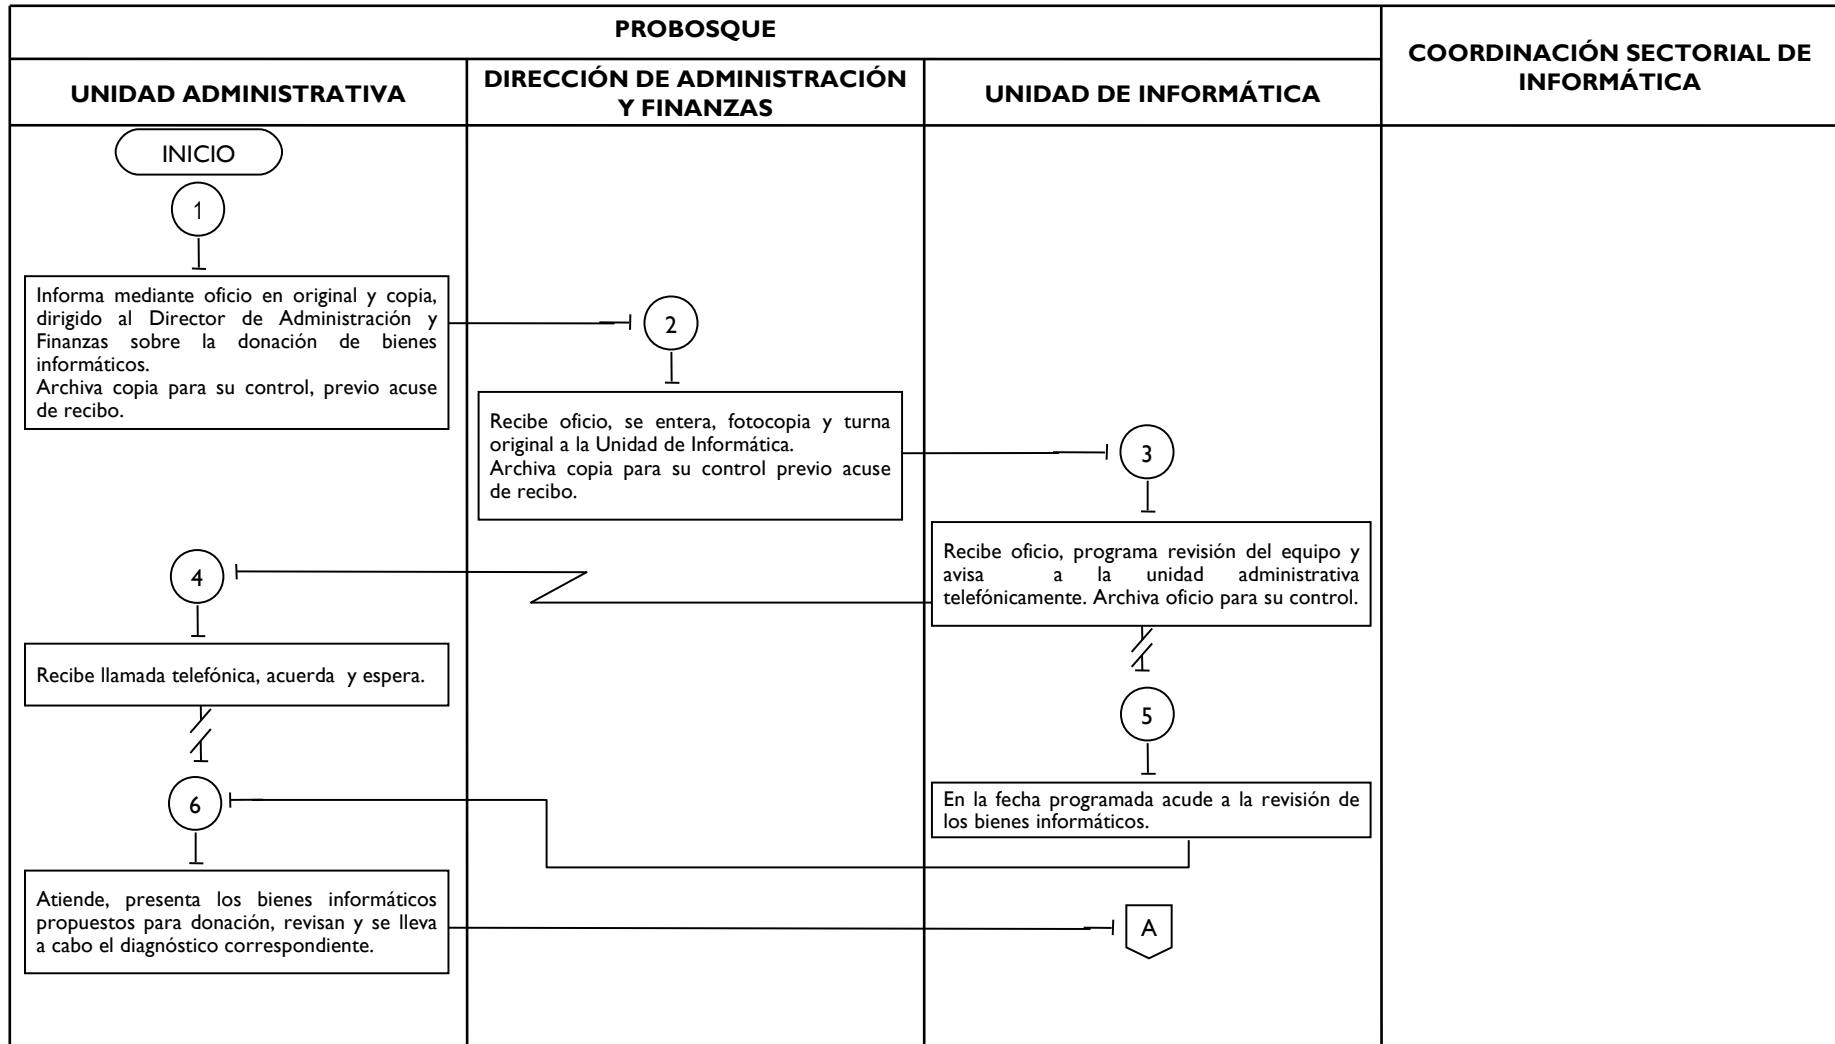 PROBOSQUE
COORDINACIÓN SECTORIAL DE
INFORMÁTICA
UNIDAD ADMINISTRATIVA
DIRECCIÓN DE ADMINISTRACIÓN
Y FINANZAS
UNIDAD DE INFORMÁTICA
INICIO
1
Informa mediante oficio en original y copia,
dirigido al Director de Administración y
Finanzas sobre la donación de bienes
informáticos.
Archiva copia para su control, previo acuse
de recibo.
2
Recibe oficio, se entera, fotocopia y turna
original a la Unidad de Informática.
Archiva copia para su control previo acuse
de recibo.
3
Recibe oficio, programa revisión del equipo y
avisa a la unidad administrativa
telefónicamente. Archiva oficio para su control.
4
Recibe llamada telefónica, acuerda y espera.
5
En la fecha programada acude a la revisión de
los bienes informáticos.
6
Atiende, presenta los bienes informáticos
propuestos para donación, revisan y se lleva
a cabo el diagnóstico correspondiente.
A